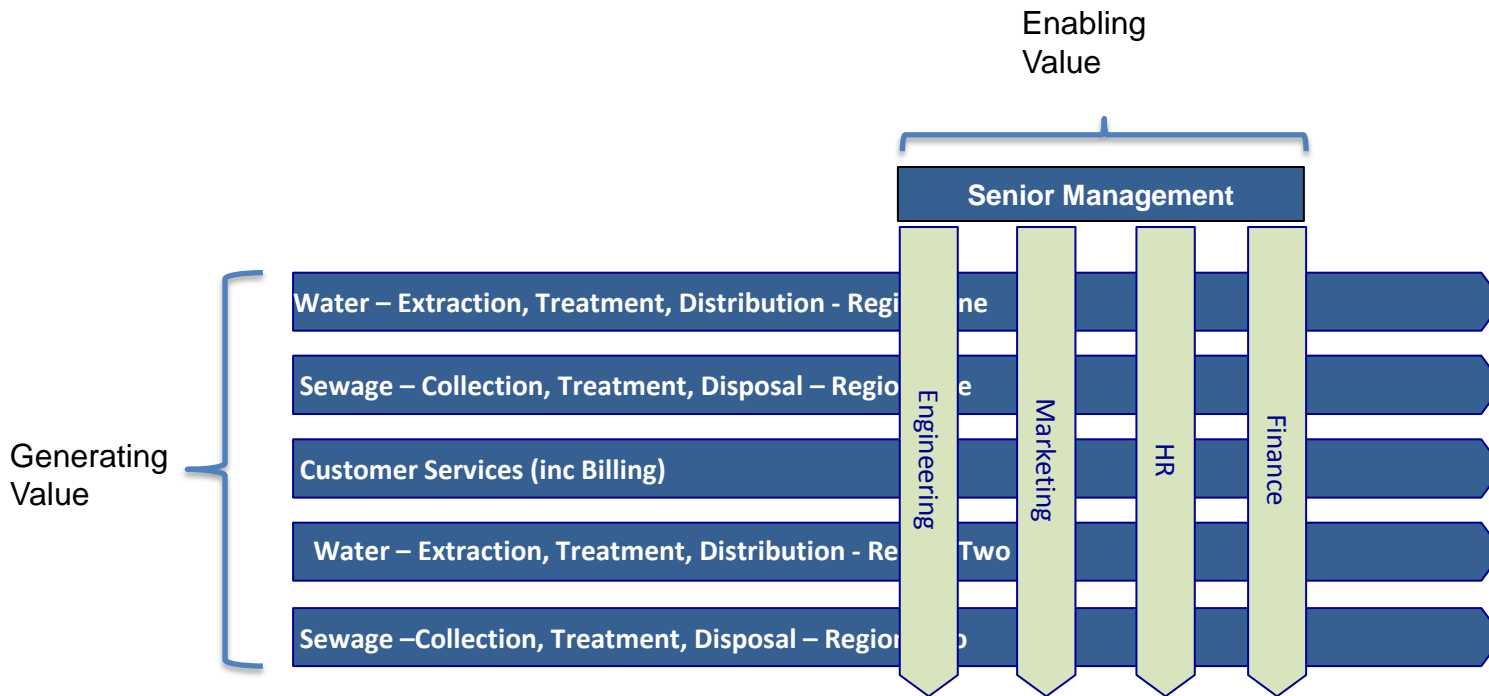 Enabling
Value
Senior Management
Water – Extraction, Treatment, Distribution - Regi ne
Sewage – Collection, Treatment, Disposal – Regio e
Customer Services (inc Billing)
Water – Extraction, Treatment, Distribution - Re Two
Sewage –Collection, Treatment, Disposal – Region o
Generating
Value
Engineering
Marketing
HR
Finance